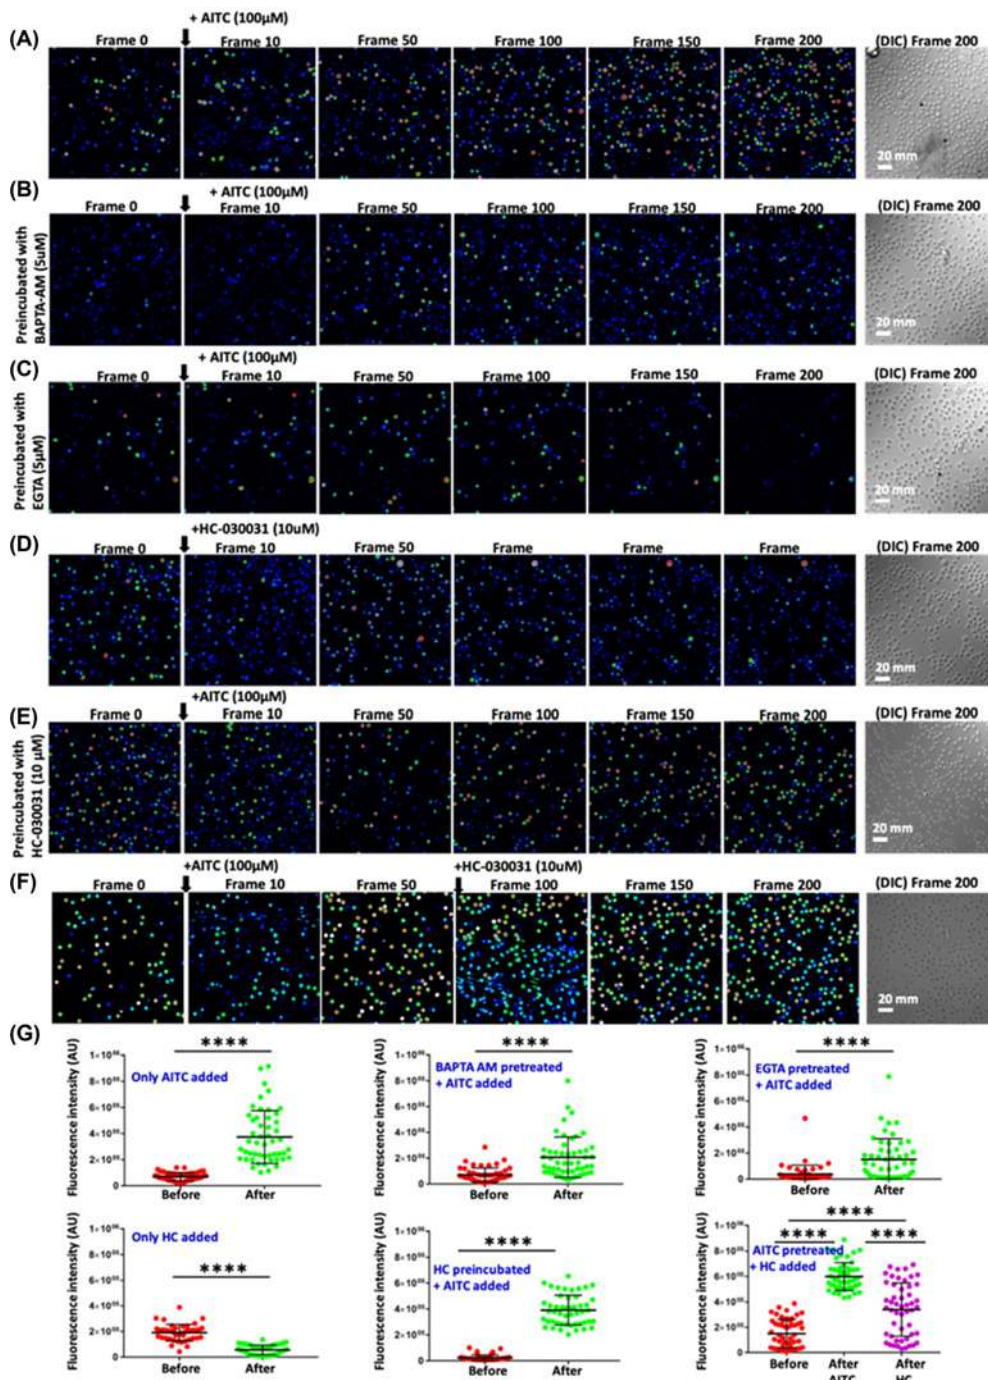 + AITC (100μM)
(A)
Frame 0 Frame 10 Frame 50 Frame 100 Frame 150 Frame 200 (DIC) Frame 200
20 mm
(B)
+ AITC (100μM)
Frame 0 Frame 10 Frame 50 Frame 100 Frame 150 Frame 200 (DIC) Frame 200
Preincubated with
BAPTA-AM (5uM)
20 mm
(C)
+ AITC (100μM)
Frame 0 Frame 10 Frame 50 Frame 100 Frame 150 Frame 200 (DIC) Frame 200
Preincubated with
EGTA (5μM)
20 mm
(D)
+HC-030031 (10uM)
Frame 0 Frame 10 Frame 50 Frame Frame Frame (DIC) Frame 200
20 mm
(E)
+AITC (100μM)
Frame 0 Frame 10 Frame 50 Frame 100 Frame 150 Frame 200 (DIC) Frame 200
Preincubated with
HC-030031 (10 μM)
20 mm
(F)
+AITC (100μM) +HC-030031 (10uM)
Frame 0 Frame 10 Frame 50 Frame 100 Frame 150 Frame 200 (DIC) Frame 200
20 mm
(G)
Fluorescence intensity (AU)
****
Only AITC added
0
Before After
Fluorescence intensity (AU)
****
BAPTA AM pretreated
+ AITC added
0
Before After
Fluorescence intensity (AU)
****
EGTA pretreated
+ AITC added
0
Before After
Fluorescence intensity (AU)
Only HC added
****
0
Before After
Fluorescence intensity (AU)
****
HC preincubated
+ AITC added
0
Before After
Fluorescence intensity (AU)
****
**** ****
AITC pretreated
+ HC added
0
Before After After
AITC HC